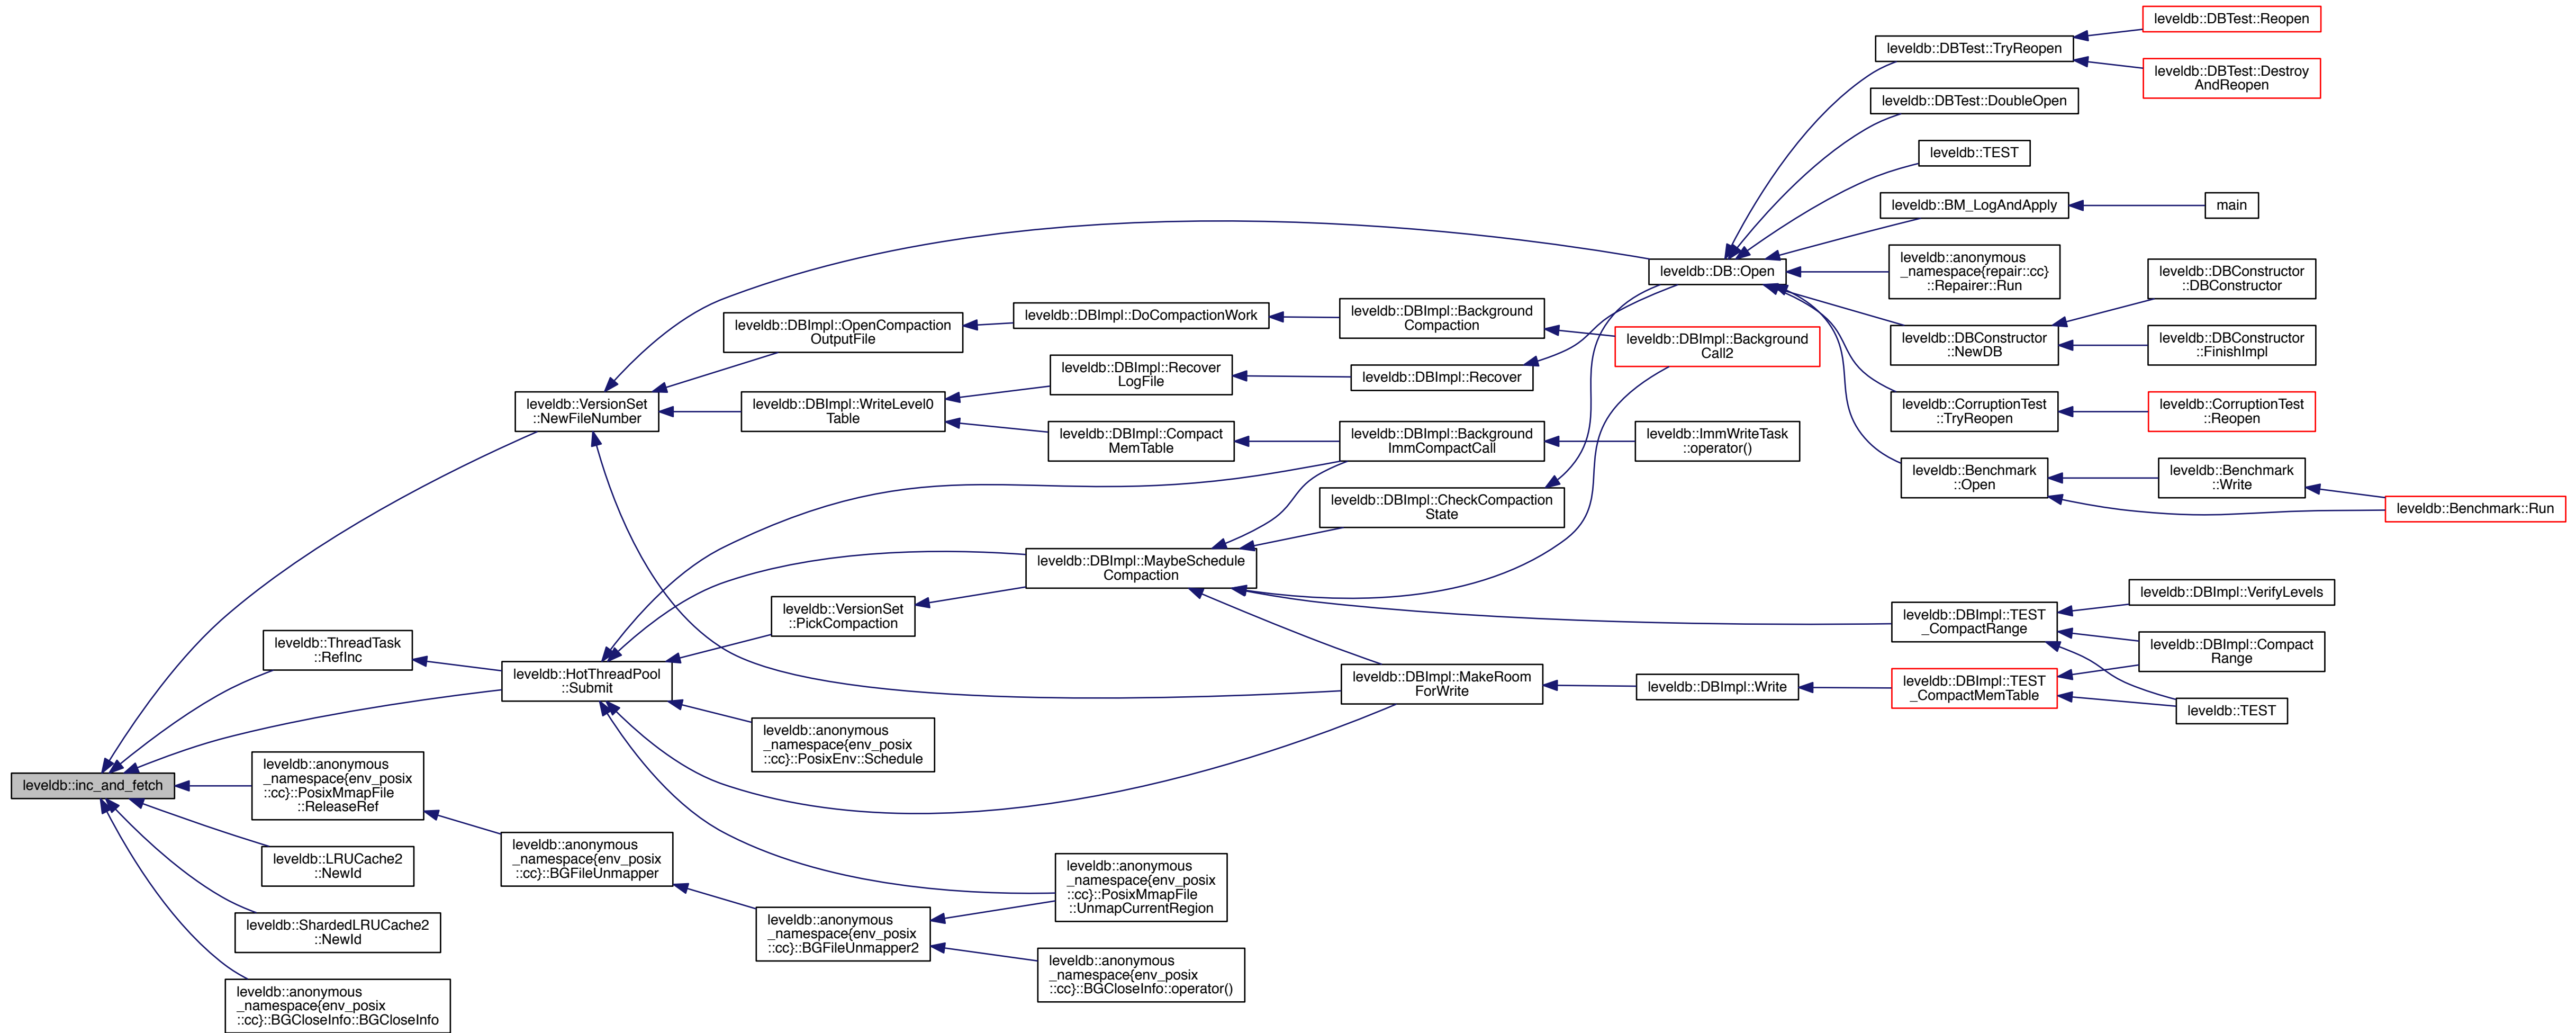 leveldb::inc_and_fetch
leveldb::VersionSet
::NewFileNumber
leveldb::ThreadTask
::RefInc
leveldb::HotThreadPool
::Submit
leveldb::anonymous
_namespace{env_posix
::cc}::PosixMmapFile
::ReleaseRef
leveldb::LRUCache2
::NewId
leveldb::ShardedLRUCache2
::NewId
leveldb::anonymous
_namespace{env_posix
::cc}::BGCloseInfo::BGCloseInfo
leveldb::DBImpl::OpenCompaction
OutputFile
leveldb::DBImpl::WriteLevel0
Table
leveldb::VersionSet
::PickCompaction
leveldb::anonymous
_namespace{env_posix
::cc}::PosixEnv::Schedule
leveldb::anonymous
_namespace{env_posix
::cc}::BGFileUnmapper
leveldb::anonymous
_namespace{env_posix
::cc}::BGFileUnmapper2
leveldb::DBImpl::DoCompactionWork
leveldb::DBImpl::Recover
LogFile
leveldb::DBImpl::Compact
MemTable
leveldb::DBImpl::MaybeSchedule
Compaction
leveldb::anonymous
_namespace{env_posix
::cc}::PosixMmapFile
::UnmapCurrentRegion
leveldb::anonymous
_namespace{env_posix
::cc}::BGCloseInfo::operator()
leveldb::DBImpl::Background
Compaction
leveldb::DBImpl::Recover
leveldb::DBImpl::Background
ImmCompactCall
leveldb::DBImpl::CheckCompaction
State
leveldb::DBImpl::MakeRoom
ForWrite
leveldb::DB::Open
leveldb::DBImpl::Background
Call2
leveldb::ImmWriteTask
::operator()
leveldb::DBImpl::Write
leveldb::DBTest::TryReopen
leveldb::DBTest::DoubleOpen
leveldb::TEST
leveldb::BM_LogAndApply
leveldb::anonymous
_namespace{repair::cc}
::Repairer::Run
leveldb::DBConstructor
::NewDB
leveldb::CorruptionTest
::TryReopen
leveldb::Benchmark
::Open
leveldb::DBImpl::TEST
_CompactRange
leveldb::DBImpl::TEST
_CompactMemTable
leveldb::DBTest::Reopen
leveldb::DBTest::Destroy
AndReopen
main
leveldb::DBConstructor
::DBConstructor
leveldb::DBConstructor
::FinishImpl
leveldb::CorruptionTest
::Reopen
leveldb::Benchmark
::Write
leveldb::Benchmark::Run
leveldb::DBImpl::VerifyLevels
leveldb::DBImpl::Compact
Range
leveldb::TEST